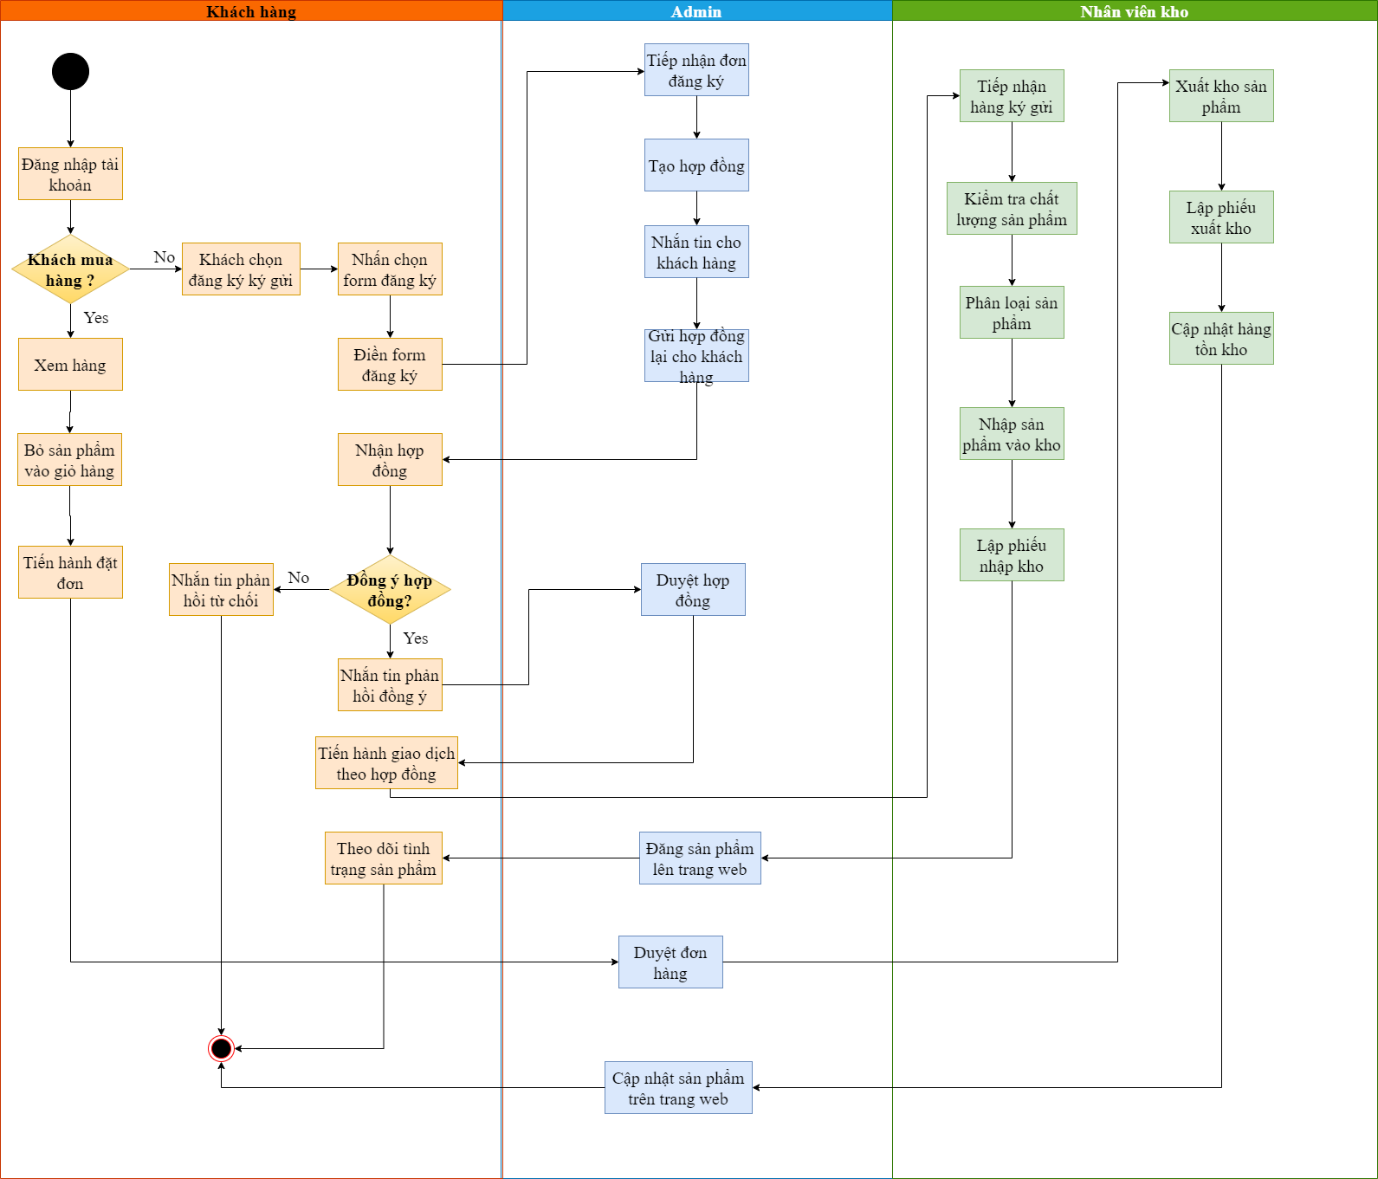 Khách hàng
Admin
Nhân viên kho
Đăng nhập tài
khoản
Khách mua
hàng ?
No
Yes
Khách chọn
đăng ký ký gửi
Nhấn chọn
form đăng ký
Điền form
đăng ký
Xem hàng
Bỏ sản phẩm
vào giỏ hàng
Tiến hành đặt
đơn
Nhận hợp
đồng
Đồng ý hợp
đồng?
No
Yes
Nhắn tin phản
hồi từ chối
Nhắn tin phản
hồi đồng ý
Tiến hành giao dịch
theo hợp đồng
Theo dõi tình
trạng sản phẩm
Tiếp nhận đơn
đăng ký
Tạo hợp đồng
Nhắn tin cho
khách hàng
Gửi hợp đồng
lại cho khách
hàng
Duyệt hợp
đồng
Đăng sản phẩm
lên trang web
Duyệt đơn
hàng
Cập nhật sản phẩm
trên trang web
Tiếp nhận
hàng ký gửi
Kiểm tra chất
lượng sản phẩm
Phân loại sản
phẩm
Nhập sản
phẩm vào kho
Lập phiếu
nhập kho
Xuất kho sản
phẩm
Lập phiếu
xuất kho
Cập nhật hàng
tồn kho